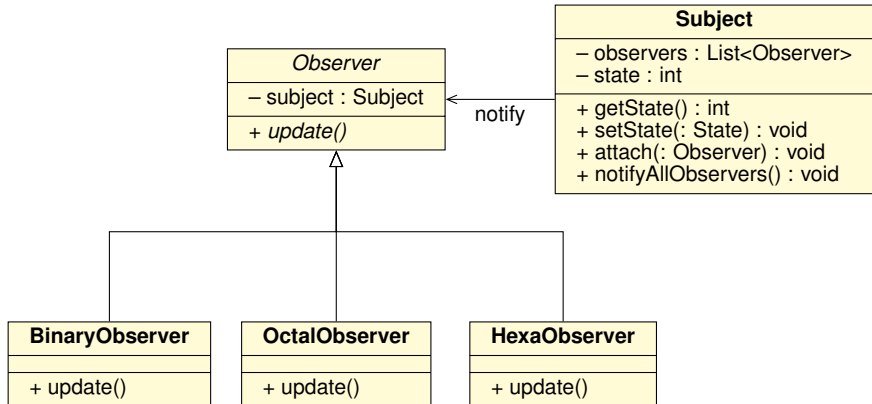 Subject
– observers : List<Observer>
– state : int
+ getState() : int
+ setState(: State) : void
+ attach(: Observer) : void
+ notifyAllObservers() : void
Observer
– subject : Subject
+ update()
notify
BinaryObserver
+ update()
OctalObserver
+ update()
HexaObserver
+ update()